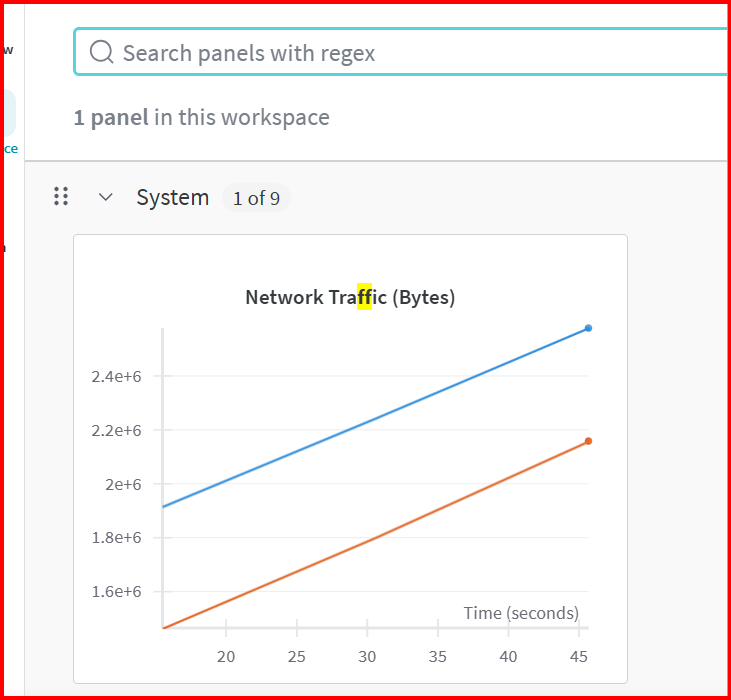 w
Search panels with regex
1 panel in this workspace
ce
System 1 of 9
Network Traffic (Bytes)
2.4e+6
2.2e+6
2e+6
1.8e+6
1.6e+6
Time (seconds)
20 25 30 35 40 45